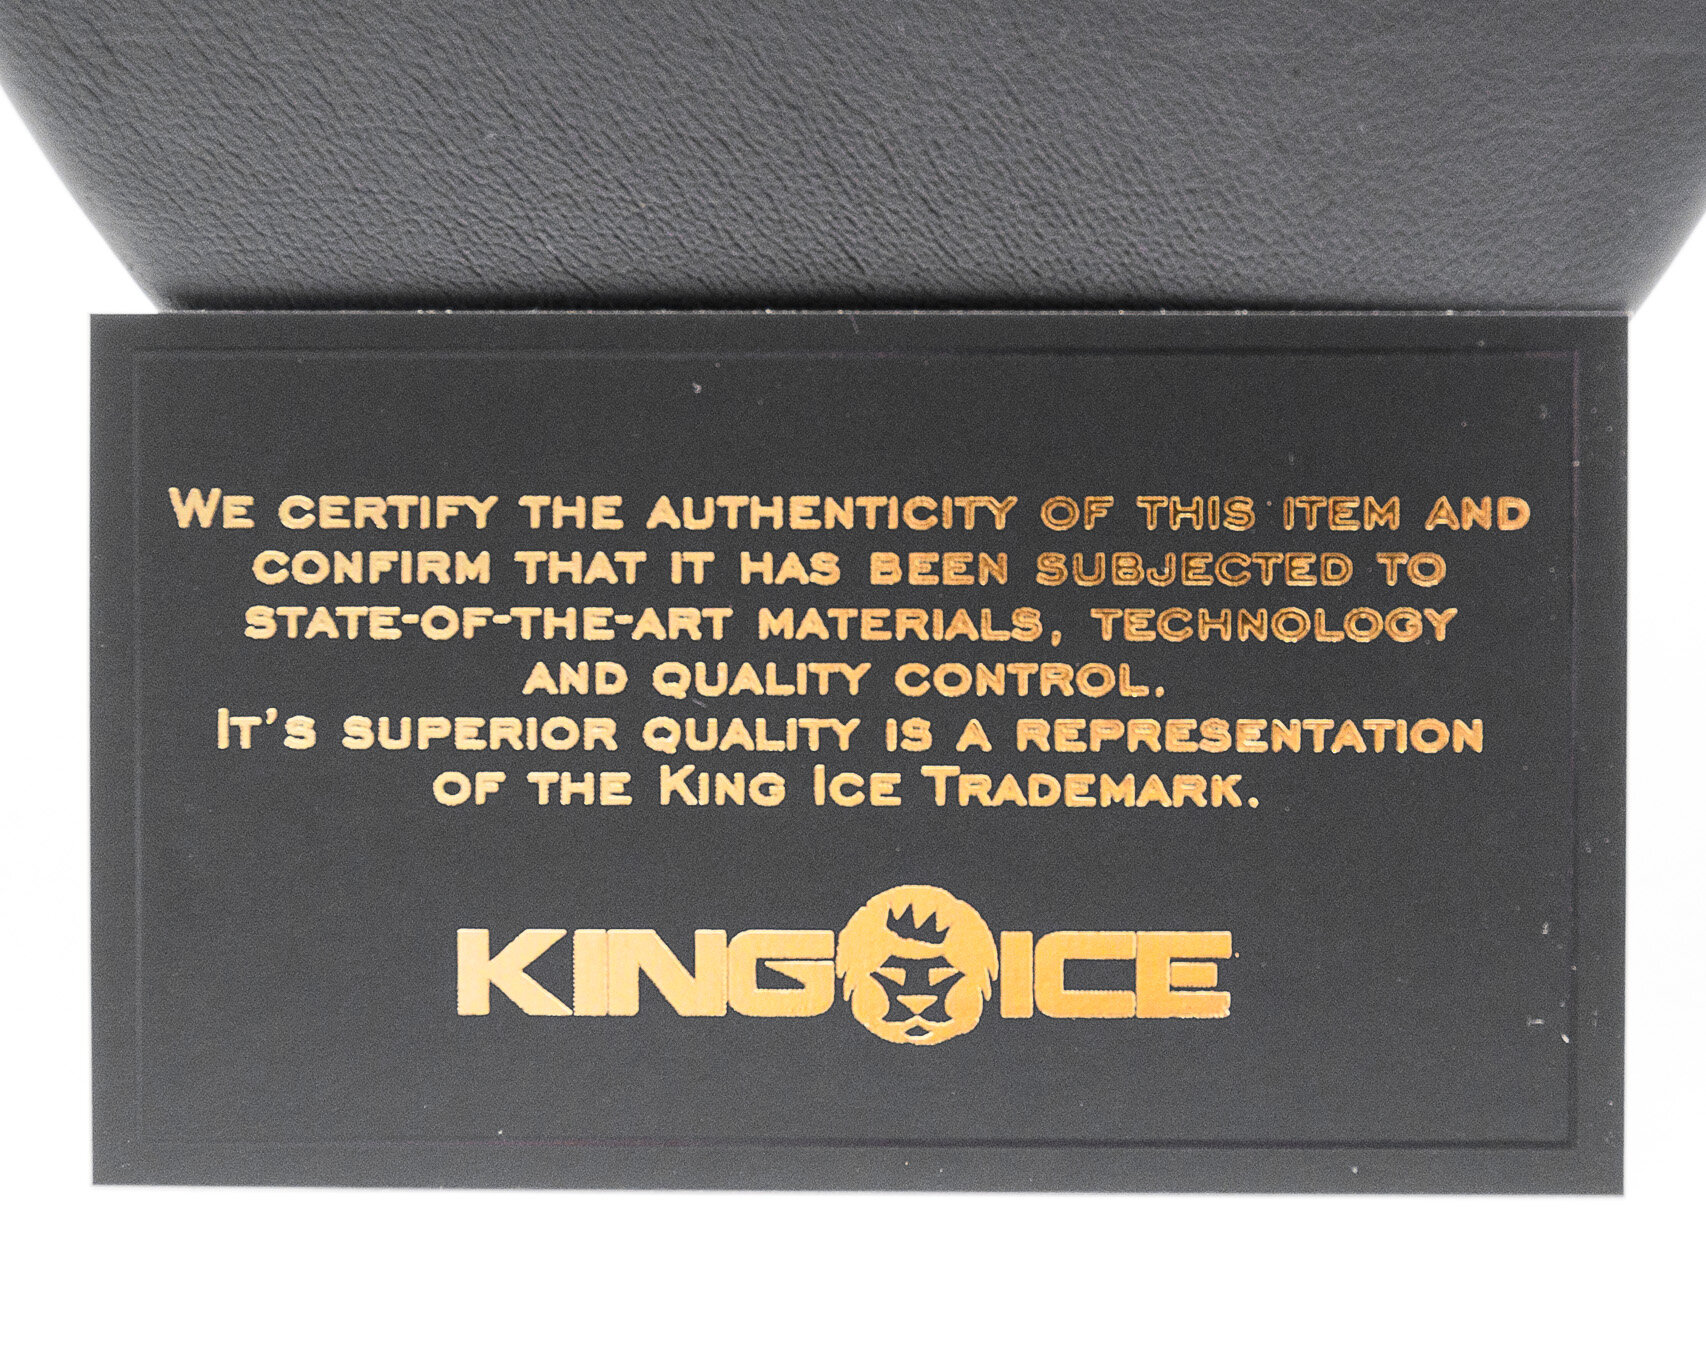 We certify the authenticity of this item and
confirm that it has been subjected to
state-of-the-art materials, technology
and quality control.
It's superior quality is a representation
of the King Ice Trademark.
KING ICE